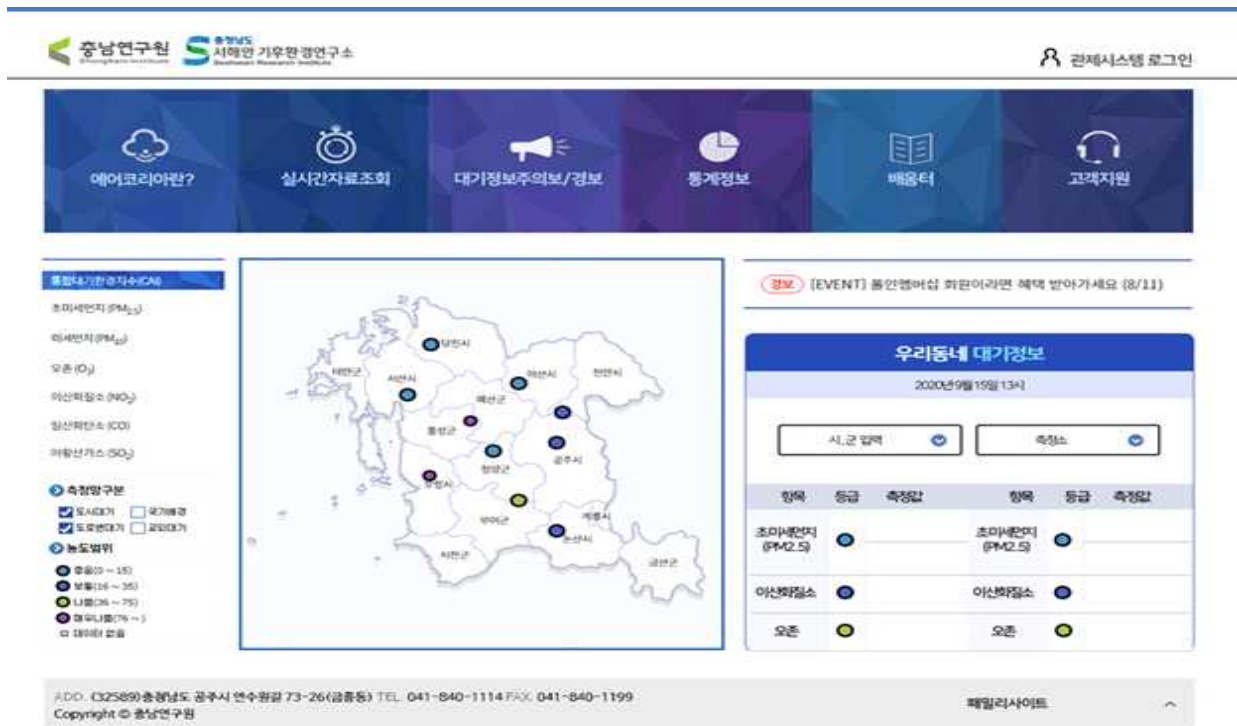 충남연구원
충청남도
서해안 기후환경연구소
관제시스템 로그인
에어코리아란?
실시간자료조회
대기정보주의보/경보
통계정보
배움터
고객지원
통합대기환경지수(CAI)
초미세먼지 (PM2.5)
미세먼지 (PM10)
오존 (O3)
이산화질소 (NO2)
일산화탄소 (CO)
아황산가스 (SO2)
측정망구분
도시대기 국가배경
도로변대기 교외대기
농도범위
좋음(0 ~ 15)
보통(16 ~ 35)
나쁨(36 ~ 75)
매우나쁨(76 ~ )
데이터 없음
당진시
태안군
서산시
아산시
천안시
예산군
홍성군
공주시
청양군
보령시
부여군
계룡시
논산시
서천군
금산군
경보 [EVENT] 올인멤버십 회원이라면 혜택 받아가세요 (8/11)
우리동네 대기정보
2020년 9월 15일 13시
시,군 입력 측정소
항목 등급 측정값 항목 등급 측정값
초미세먼지 초미세먼지
(PM2.5) (PM2.5)
이산화질소 이산화질소
오존 오존
ADD. (32589)충청남도 공주시 연수원길 73-26(금흥동) TEL. 041-840-1114 FAX. 041-840-1199
패밀리사이트
Copyright © 충남연구원